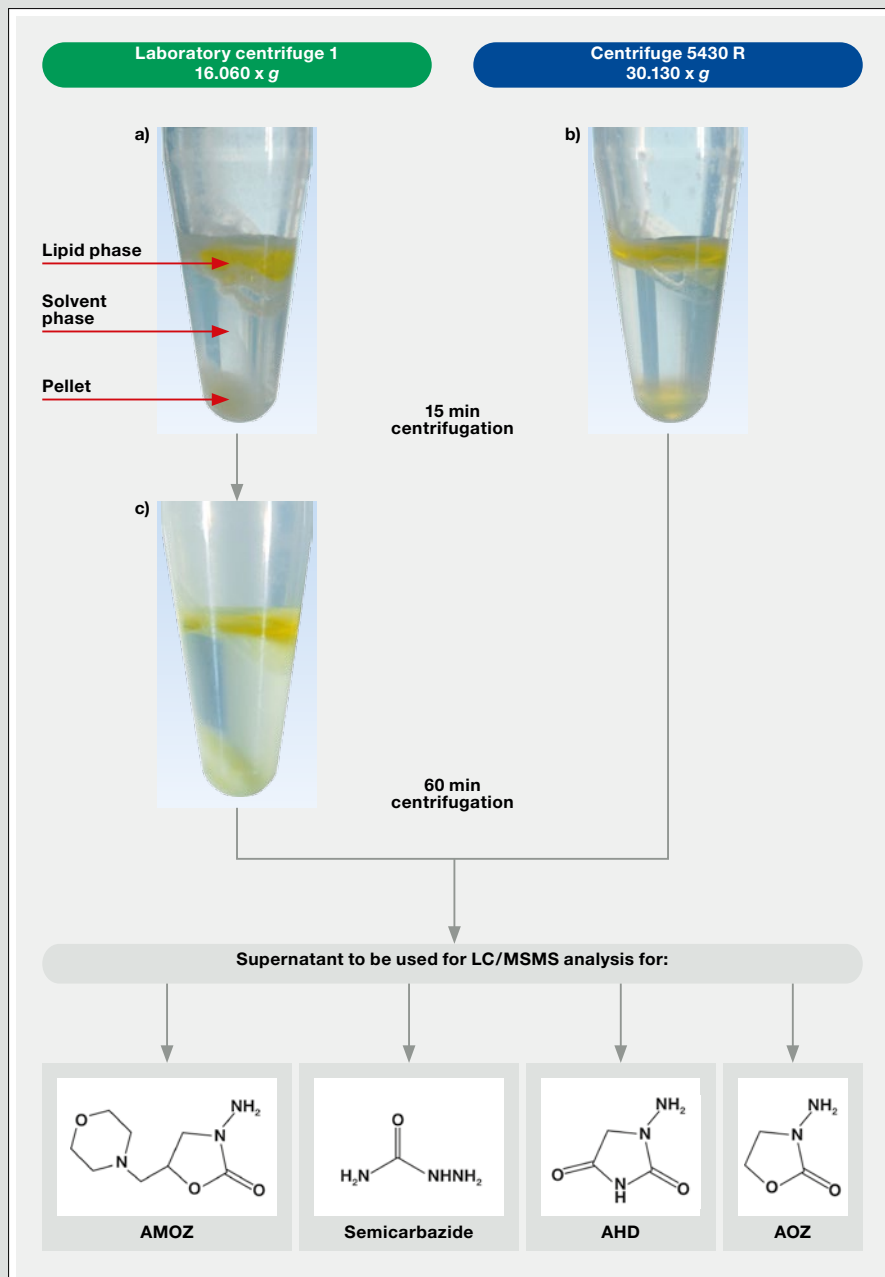 Laboratory centrifuge 1
16.060 x g
Centrifuge 5430 R
30.130 x g
a)
b)
Lipid phase
Solvent
phase
Pellet
15 min
centrifugation
c)
60 min
centrifugation
Supernatant to be used for LC/MSMS analysis for:
O
N
O
O
N
NH₂
AMOZ
O
H₂N
NHNH₂
Semicarbazide
NH₂
N
O
N
H
O
AHD
NH₂
N
O
O
AOZ